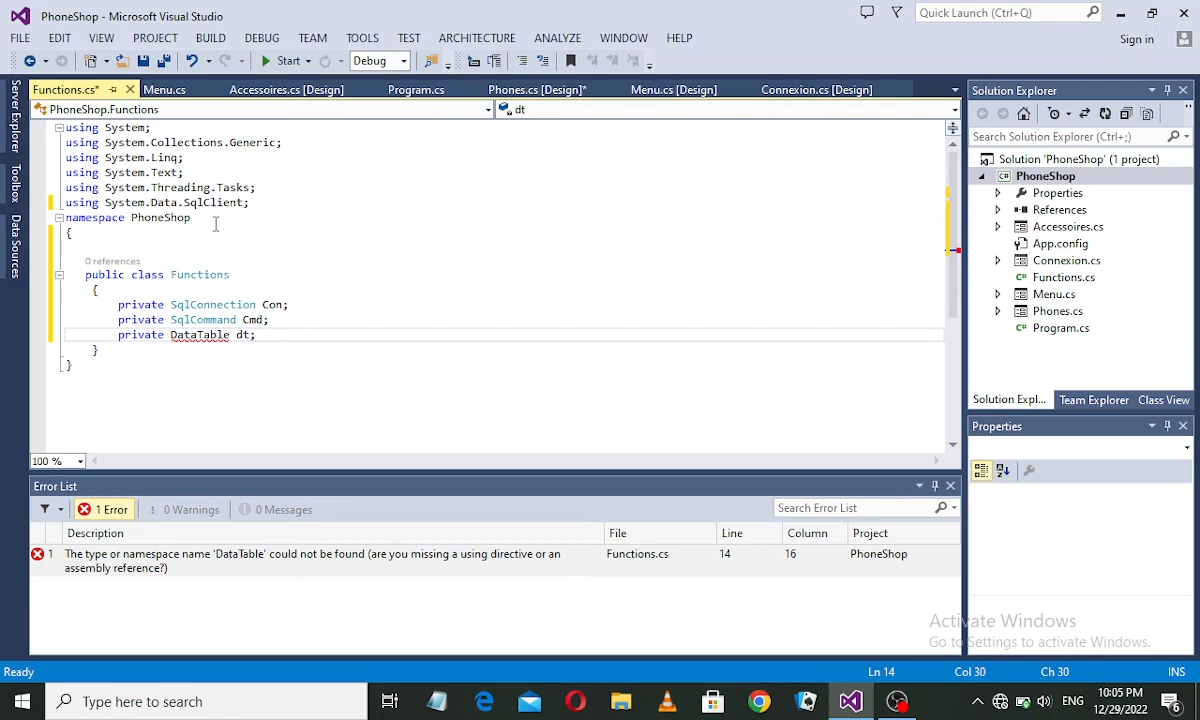 PhoneShop - Microsoft Visual Studio
Quick Launch (Ctrl+Q)
FILE EDIT VIEW PROJECT BUILD DEBUG TEAM TOOLS TEST ARCHITECTURE ANALYZE WINDOW HELP
Sign in
Start Debug
Functions.cs* Menu.cs Accessoires.cs [Design] Program.cs Phones.cs [Design]* Menu.cs [Design] Connexion.cs [Design]
PhoneShop.Functions dt
Server Explorer
Toolbox
Data Sources
using System;
using System.Collections.Generic;
using System.Linq;
using System.Text;
using System.Threading.Tasks;
using System.Data.SqlClient;
namespace PhoneShop
{
0 references
public class Functions
{
private SqlConnection Con;
private SqlCommand Cmd;
private DataTable dt;
}
}
100 %
Solution Explorer
Search Solution Explorer (Ctrl+;)
Solution 'PhoneShop' (1 project)
C# PhoneShop
Properties
References
Accessoires.cs
App.config
Connexion.cs
C# Functions.cs
Menu.cs
Phones.cs
C# Program.cs
Solution Expl... Team Explorer Class View
Properties
Error List
1 Error 0 Warnings 0 Messages
Search Error List
Description File Line Column Project
1 The type or namespace name 'DataTable' could not be found (are you missing a using directive or an Functions.cs 14 16 PhoneShop
assembly reference?)
Activate Windows
Go to Settings to activate Windows.
Ready Ln 14 Col 30 Ch 30 INS
Type here to search
ENG
10:05 PM
12/29/2022
6